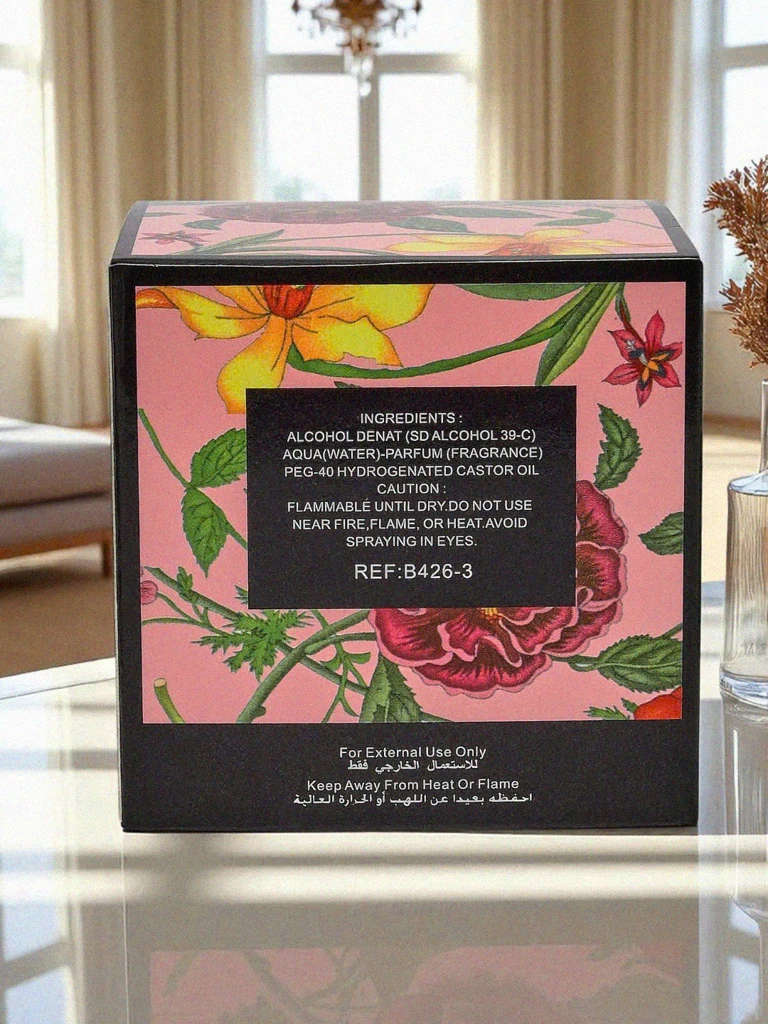 INGREDIENTS :
ALCOHOL DENAT (SD ALCOHOL 39-C)
AQUA(WATER)-PARFUM (FRAGRANCE)
PEG-40 HYDROGENATED CASTOR OIL
CAUTION :
FLAMMABLÉ UNTIL DRY.DO NOT USE
NEAR FIRE,FLAME, OR HEAT.AVOID
SPRAYING IN EYES.
REF:B426-3
For External Use Only
للاستعمال الخارجي فقط
Keep Away From Heat Or Flame
احفظه بعيدا عن اللهب أو الحرارة العالية